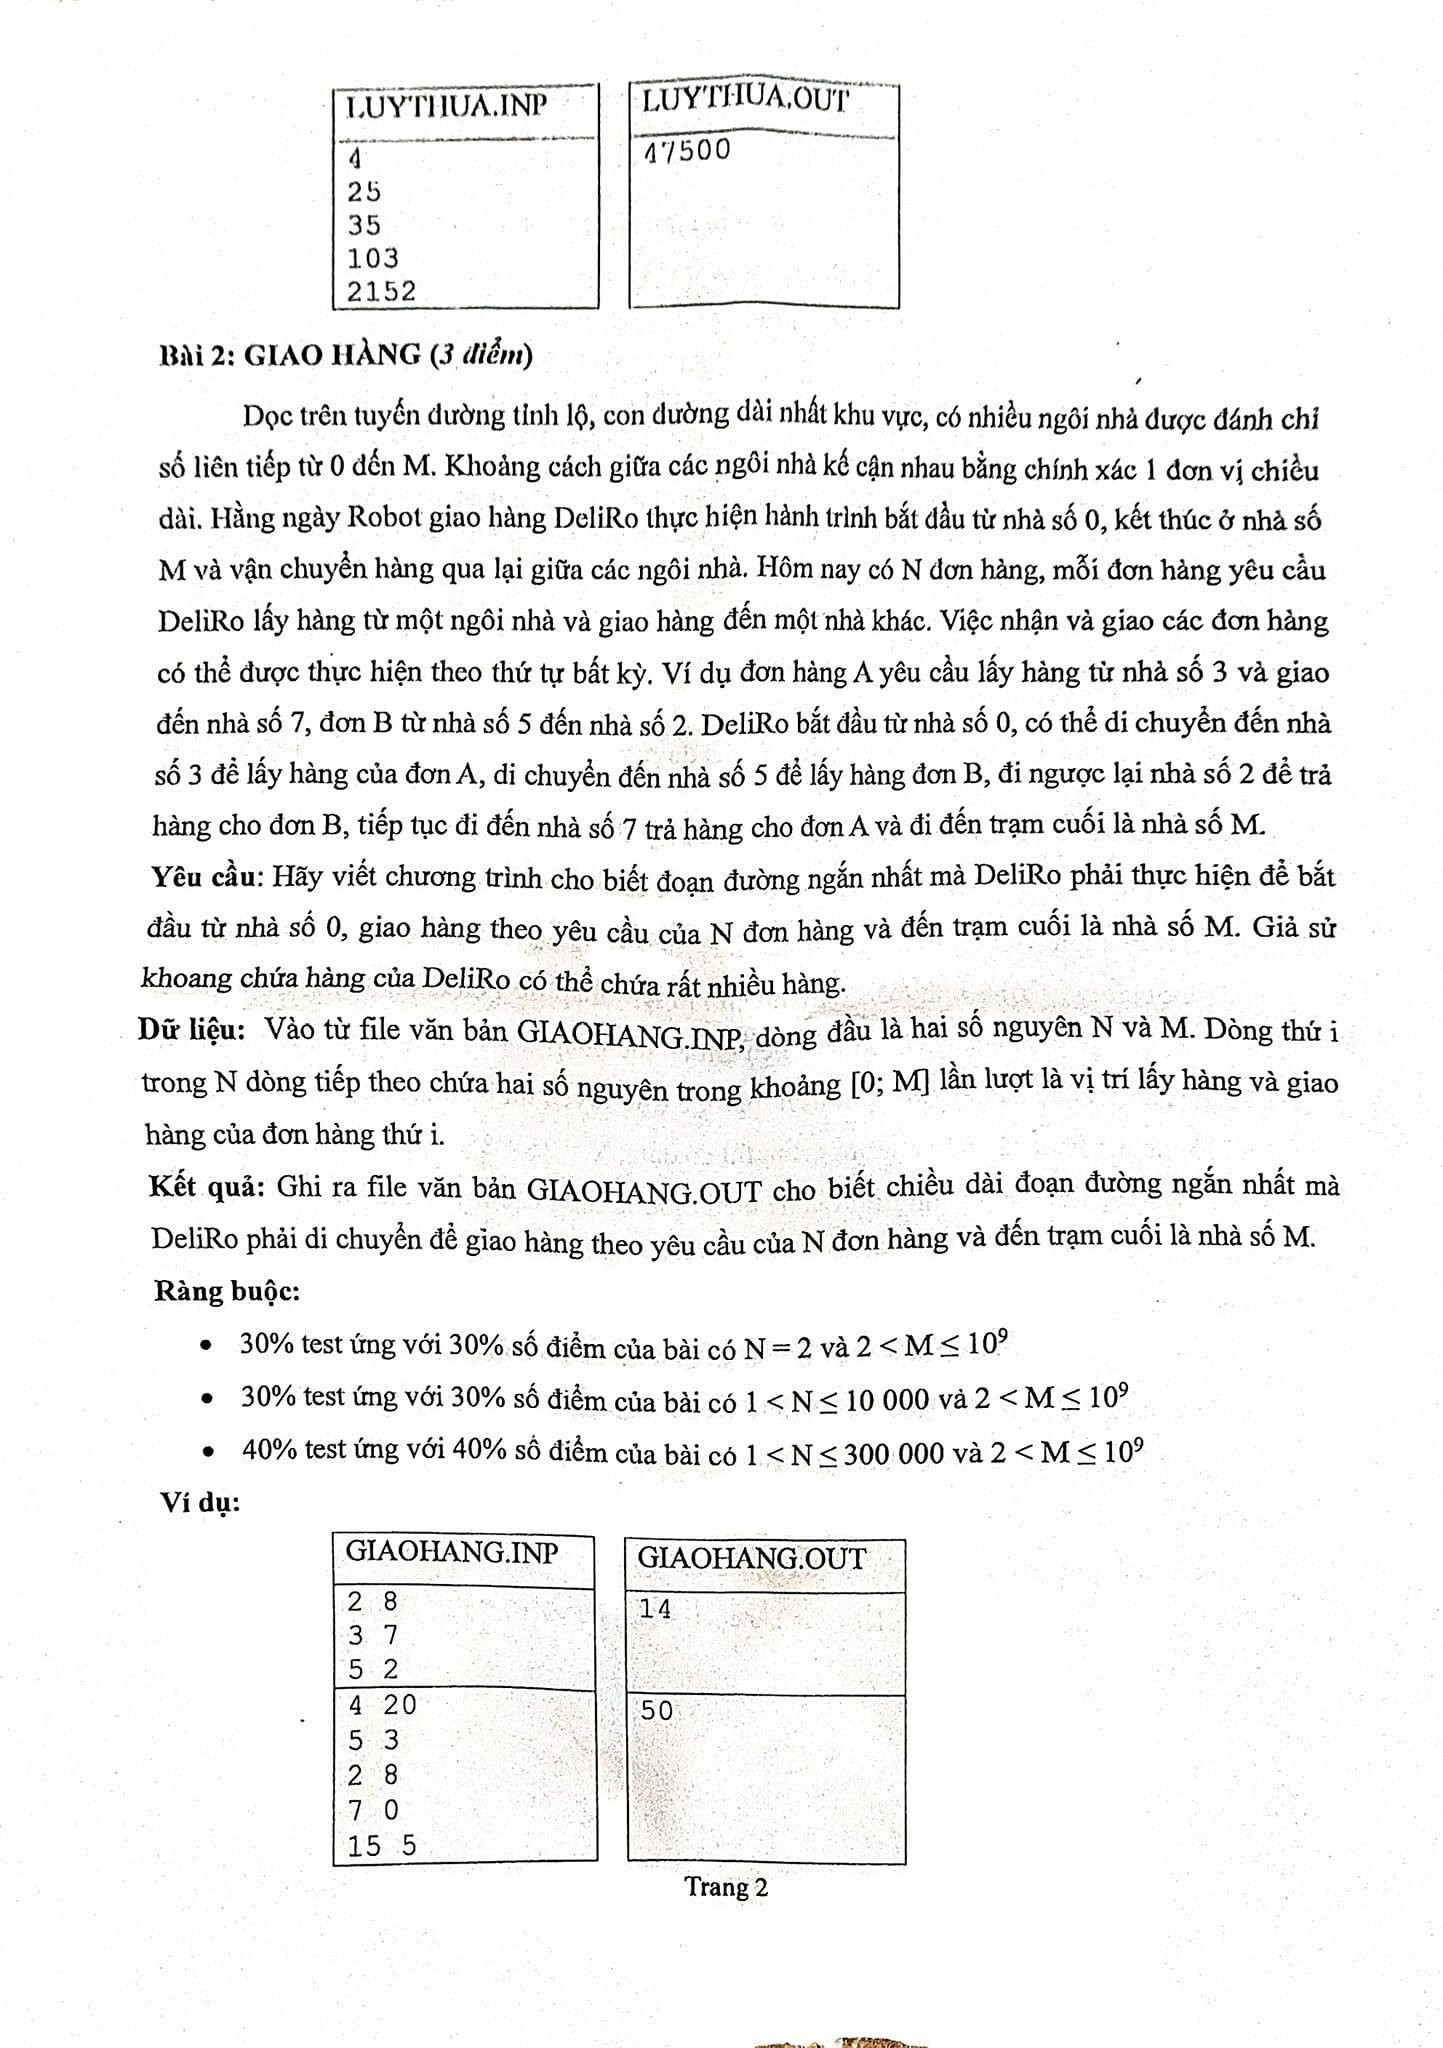 LUYTHUA.INP
LUYTHUA.OUT
4
17500
25
35
103
2152
Bài 2: GIAO HÀNG (3 điểm)
Dọc trên tuyến đường tỉnh lộ, con đường dài nhất khu vực, có nhiều ngôi nhà được đánh chỉ
số liên tiếp từ 0 đến M. Khoảng cách giữa các ngôi nhà kế cận nhau bằng chính xác 1 đơn vị chiều
dài. Hằng ngày Robot giao hàng DeliRo thực hiện hành trình bắt đầu từ nhà số 0, kết thúc ở nhà số
M và vận chuyển hàng qua lại giữa các ngôi nhà. Hôm nay có N đơn hàng, mỗi đơn hàng yêu cầu
DeliRo lấy hàng từ một ngôi nhà và giao hàng đến một nhà khác. Việc nhận và giao các đơn hàng
có thể được thực hiện theo thứ tự bất kỳ. Ví dụ đơn hàng A yêu cầu lấy hàng từ nhà số 3 và giao
đến nhà số 7, đơn B từ nhà số 5 đến nhà số 2. DeliRo bắt đầu từ nhà số 0, có thể di chuyển đến nhà
số 3 để lấy hàng của đơn A, di chuyển đến nhà số 5 để lấy hàng đơn B, đi ngược lại nhà số 2 để trả
hàng cho đơn B, tiếp tục đi đến nhà số 7 trả hàng cho đơn A và đi đến trạm cuối là nhà số M.
Yêu cầu: Hãy viết chương trình cho biết đoạn đường ngắn nhất mà DeliRo phải thực hiện để bắt
đầu từ nhà số 0, giao hàng theo yêu cầu của N đơn hàng và đến trạm cuối là nhà số M. Giả sử
khoang chứa hàng của DeliRo có thể chứa rất nhiều hàng.
Dữ liệu: Vào từ file văn bản GIAOHANG.INP, dòng đầu là hai số nguyên N và M. Dòng thứ i
trong N dòng tiếp theo chứa hai số nguyên trong khoảng [0; M] lần lượt là vị trí lấy hàng và giao
hàng của đơn hàng thứ i.
Kết quả: Ghi ra file văn bản GIAOHANG.OUT cho biết chiều dài đoạn đường ngắn nhất mà
DeliRo phải di chuyển để giao hàng theo yêu cầu của N đơn hàng và đến trạm cuối là nhà số M.
Ràng buộc:
• 30% test ứng với 30% số điểm của bài có N = 2 và 2 < M ≤ 10⁹
• 30% test ứng với 30% số điểm của bài có 1 < N ≤ 10 000 và 2 < M ≤ 10⁹
• 40% test ứng với 40% số điểm của bài có 1 < N ≤ 300 000 và 2 < M ≤ 10⁹
Ví dụ:
GIAOHANG.INP
GIAOHANG.OUT
2 8
14
3 7
5 2
4 20
50
5 3
2 8
7 0
15 5
Trang 2